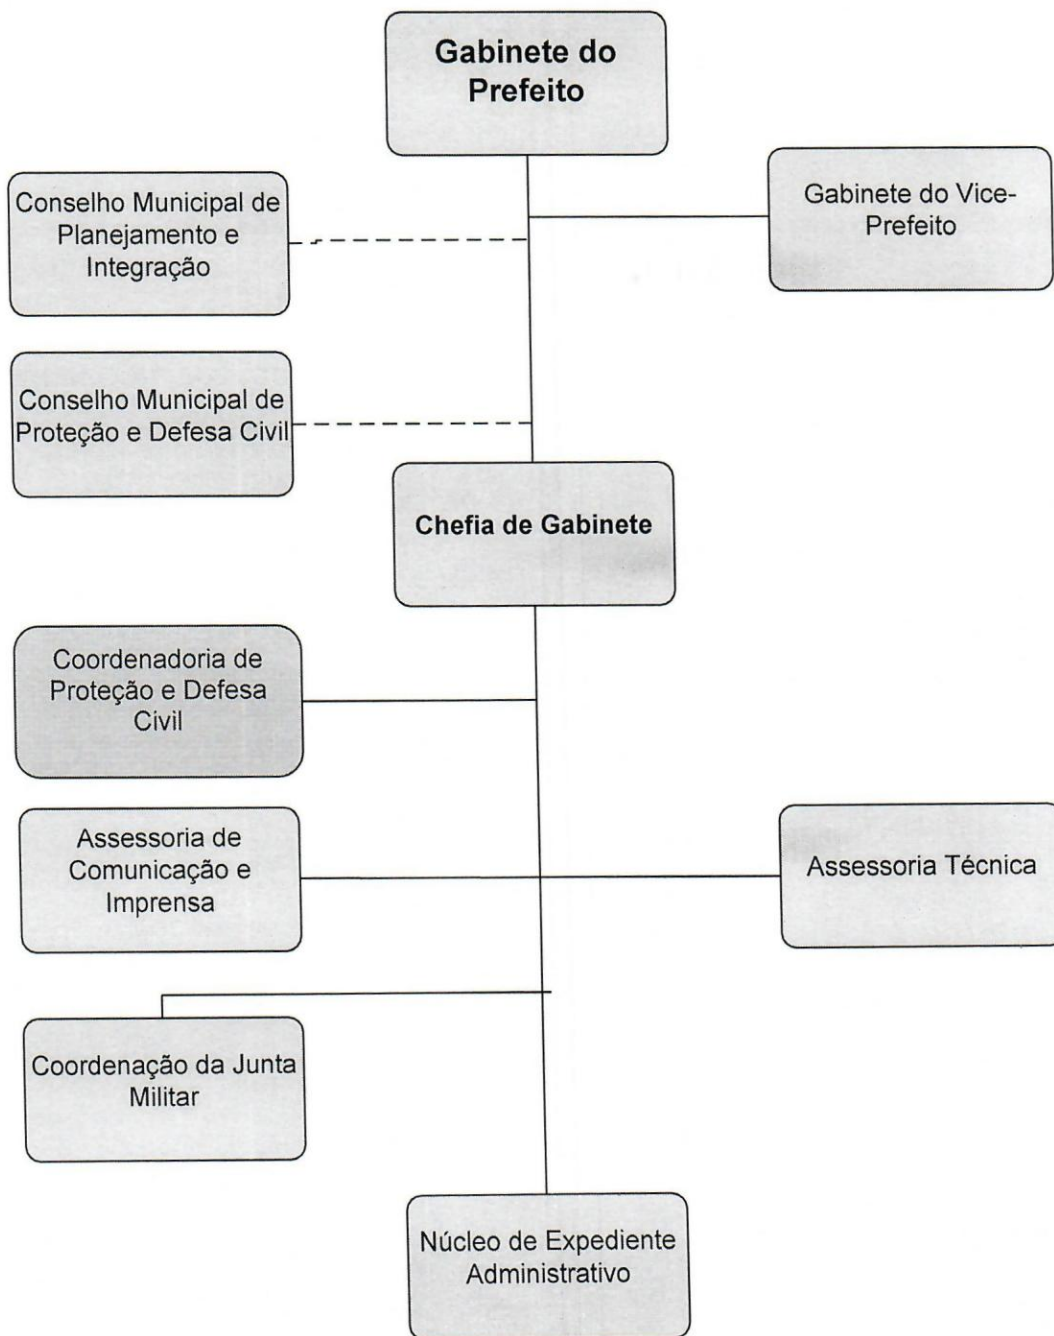 Gabinete do
Prefeito
Conselho Municipal de
Planejamento e
Integração
Gabinete do Vice-
Prefeito
Conselho Municipal de
Proteção e Defesa Civil
Chefia de Gabinete
Coordenadoria de
Proteção e Defesa
Civil
Assessoria de
Comunicação e
Imprensa
Assessoria Técnica
Coordenação da Junta
Militar
Núcleo de Expediente
Administrativo